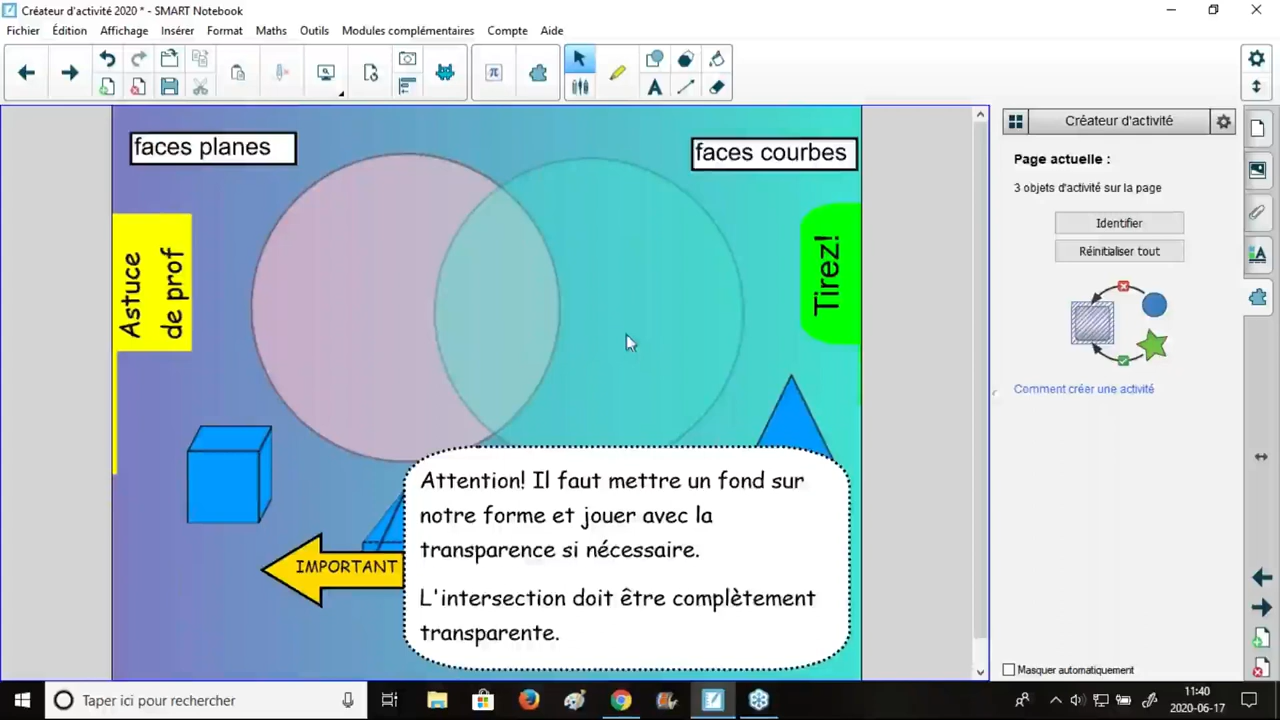 Créateur d'activité 2020 * - SMART Notebook
Fichier Édition Affichage Insérer Format Maths Outils Modules complémentaires Compte Aide
π
A
A
faces planes
faces courbes
Astuce
de prof
Tirez!
Attention! Il faut mettre un fond sur
notre forme et jouer avec la
transparence si nécessaire.
IMPORTANT
L'intersection doit être complètement
transparente.
Créateur d'activité
Page actuelle :
3 objets d'activité sur la page
Identifier
Réinitialiser tout
Comment créer une activité
Masquer automatiquement
Taper ici pour rechercher
11:40
2020-06-17